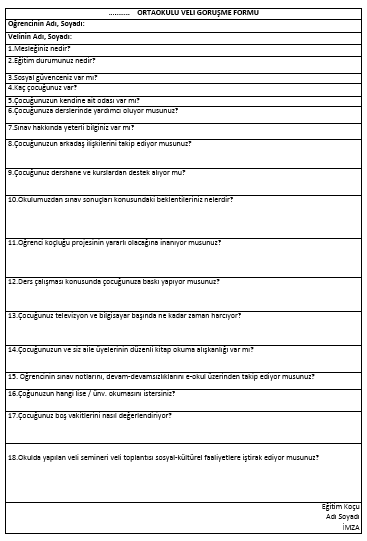 .......... ORTAOKULU VELİ GÖRÜŞME FORMU
Öğrencinin Adı, Soyadı:
Velinin Adı, Soyadı:
1.Mesleğiniz nedir?
2.Eğitim durumunuz nedir?
3.Sosyal güvenceniz var mı?
4.Kaç çocuğunuz var?
5.Çocuğunuzun kendine ait odası var mı?
6.Çocuğunuza derslerinde yardımcı oluyor musunuz?
7.Sınav hakkında yeterli bilginiz var mı?
8.Çocuğunuzun arkadaş ilişkilerini takip ediyor musunuz?
9.Çocuğunuz dershane ve kurslardan destek alıyor mu?
10.Okulumuzdan sınav sonuçları konusundaki beklentileriniz nelerdir?
11.Öğrenci koçluğu projesinin yararlı olacağına inanıyor musunuz?
12.Ders çalışması konusunda çocuğunuza baskı yapıyor musunuz?
13.Çocuğunuz televizyon ve bilgisayar başında ne kadar zaman harcıyor?
14.Çocuğunuzun ve siz aile üyelerinin düzenli kitap okuma alışkanlığı var mı?
15. Öğrencinin sınav notlarını, devam-devamsızlıklarını e-okul üzerinden takip ediyor musunuz?
16.Çoğunuzun hangi lise / ünv. okumasını istersiniz?
17.Çocuğunuz boş vakitlerini nasıl değerlendiriyor?
18.Okulda yapılan veli semineri veli toplantısı sosyal-kültürel faaliyetlere iştirak ediyor musunuz?
Eğitim Koçu
Adı Soyadı
İMZA